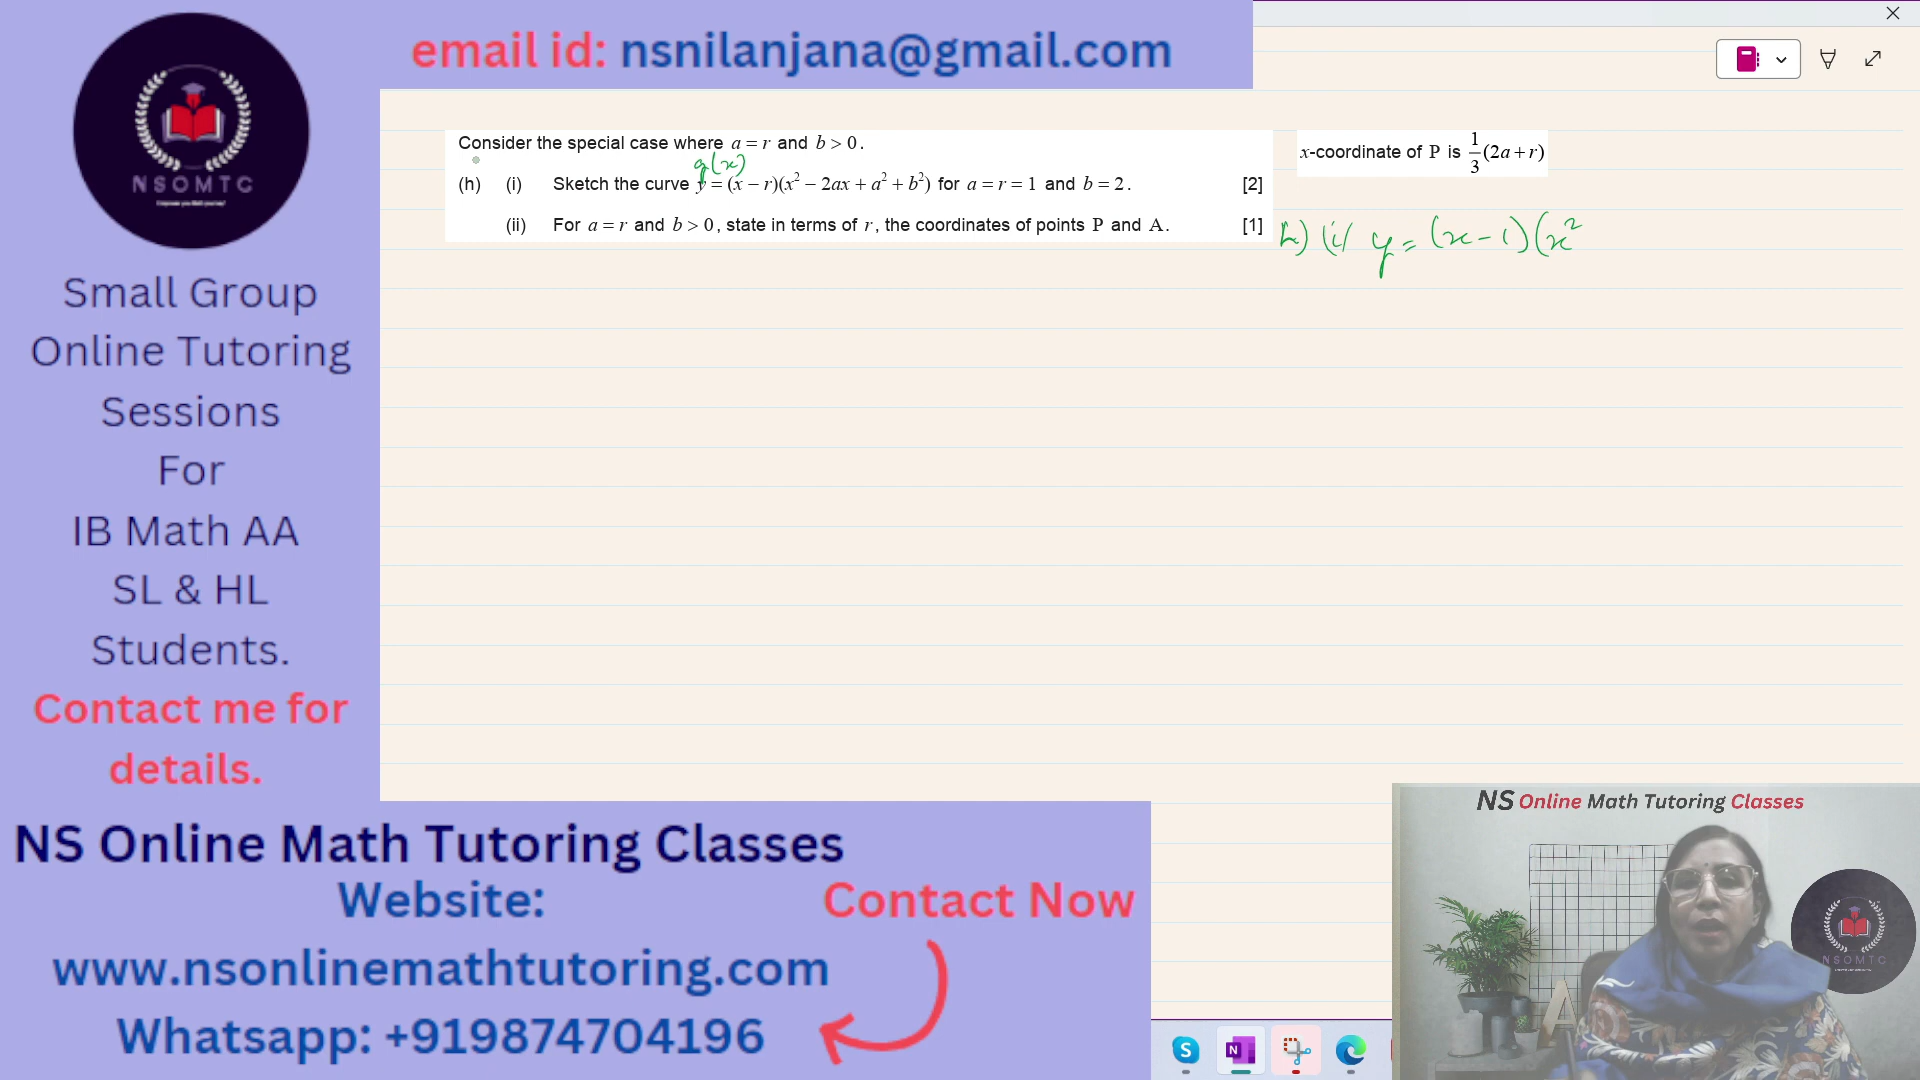 email id: nsnilanjana@gmail.com
NSOMTC
Small Group
Online Tutoring
Sessions
For
IB Math AA
SL & HL
Students.
Contact me for
details.
Consider the special case where a = r and b > 0.
g(x)
(h) (i) Sketch the curve y = (x − r)(x² − 2ax + a² + b²) for a = r = 1 and b = 2. [2]
(ii) For a = r and b > 0, state in terms of r, the coordinates of points P and A. [1]
x-coordinate of P is 1/3(2a + r)
h) (i) y = (x − 1)(x²
NS Online Math Tutoring Classes
Website:
www.nsonlinemathtutoring.com
Whatsapp: +919874704196
Contact Now
NS Online Math Tutoring Classes
NSOMTC